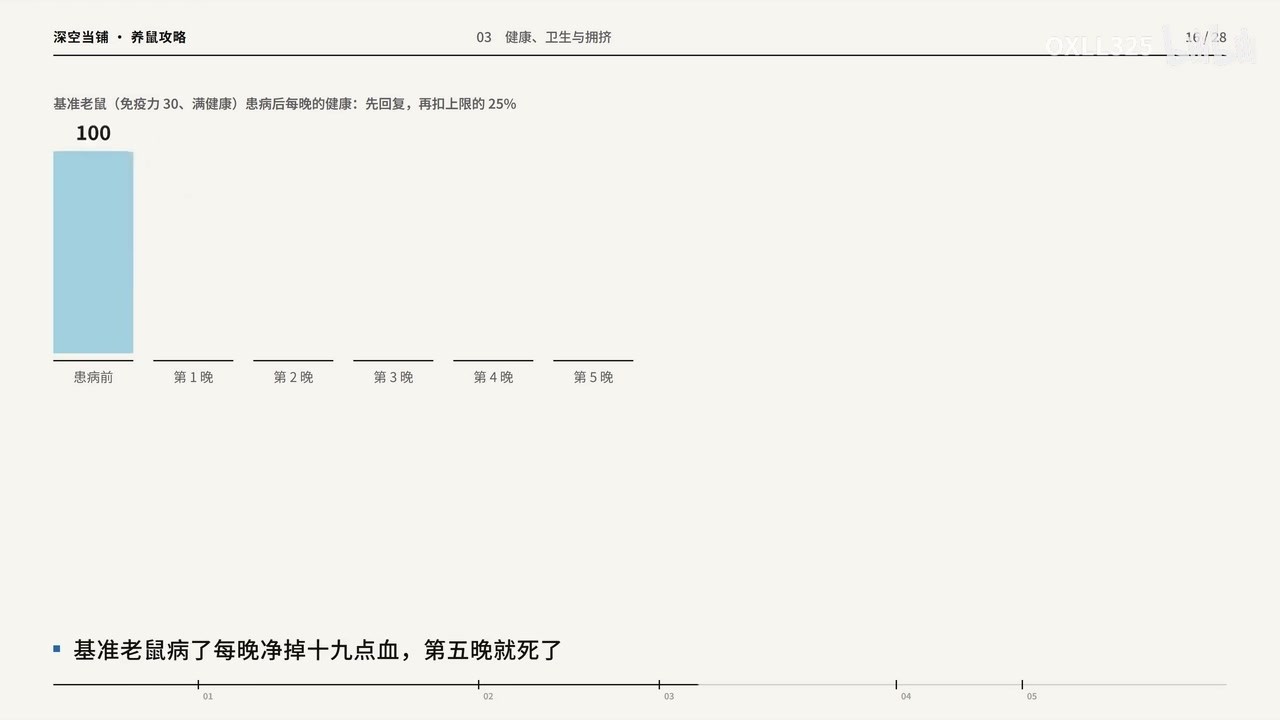 深空当铺 · 养鼠攻略
03 健康、卫生与拥挤
16 / 28
QXLL325
基准老鼠（免疫力 30、满健康）患病后每晚的健康：先回复，再扣上限的 25%
100
患病前 第 1 晚 第 2 晚 第 3 晚 第 4 晚 第 5 晚
基准老鼠病了每晚净掉十九点血，第五晚就死了
01 02 03 04 05